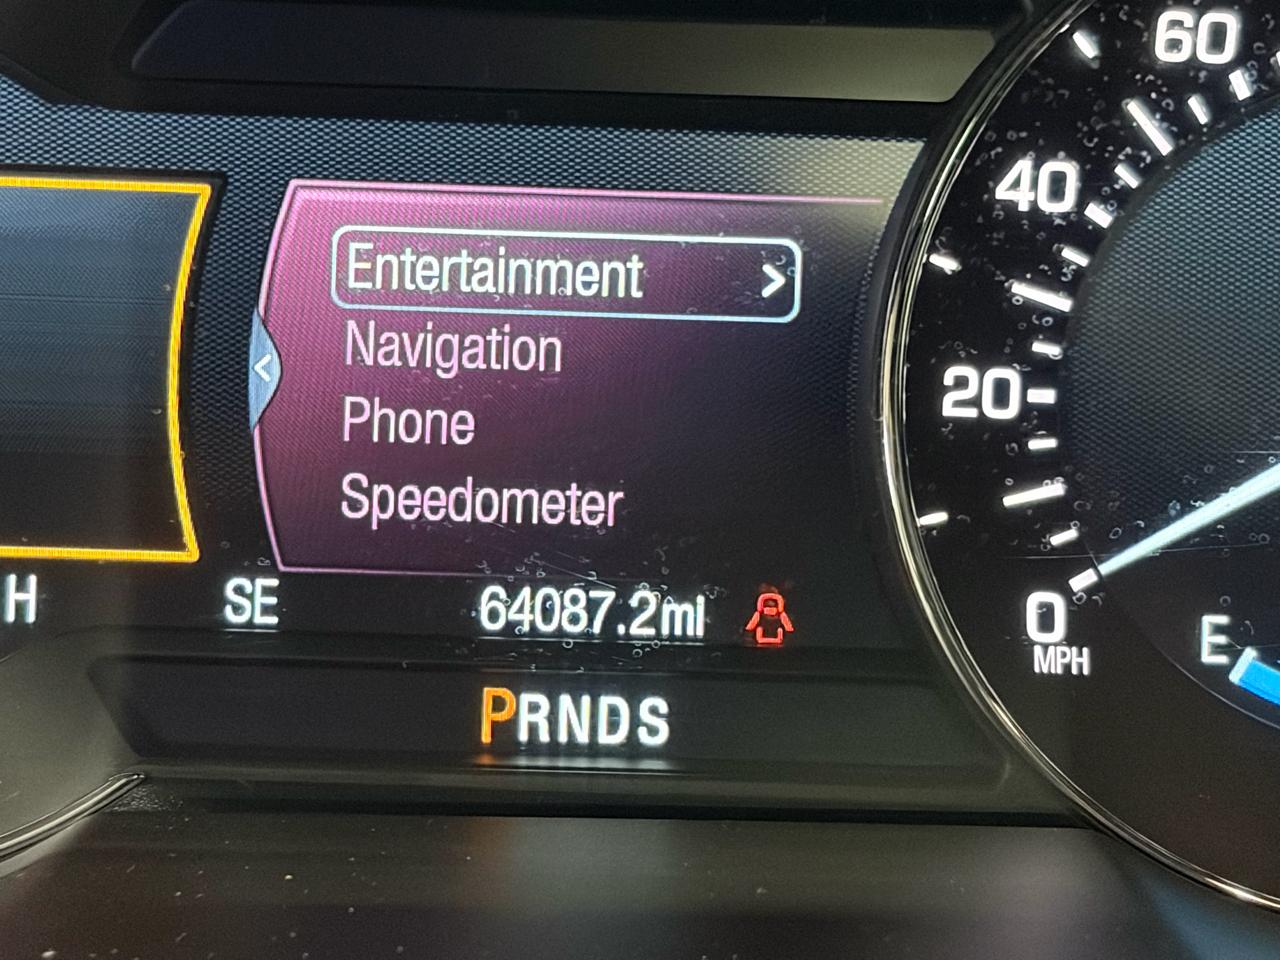 60
40
20
0
MPH
E
Entertainment >
Navigation
Phone
Speedometer
<
H
SE
64087.2mi
PRNDS